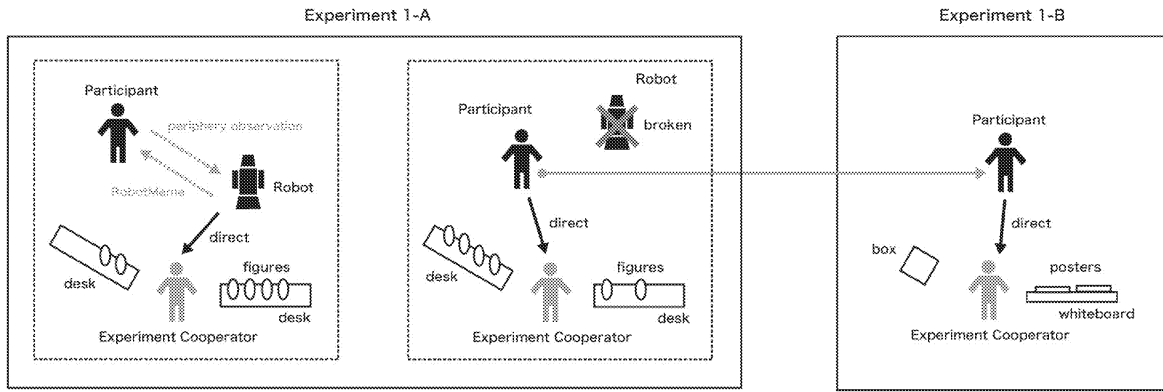 Experiment 1-A
Experiment 1-B
Participant
periphery observation
RobotMeme
Robot
direct
desk
figures
desk
Experiment Cooperator
Robot
Participant
broken
direct
desk
figures
desk
Experiment Cooperator
Participant
direct
box
posters
whiteboard
Experiment Cooperator